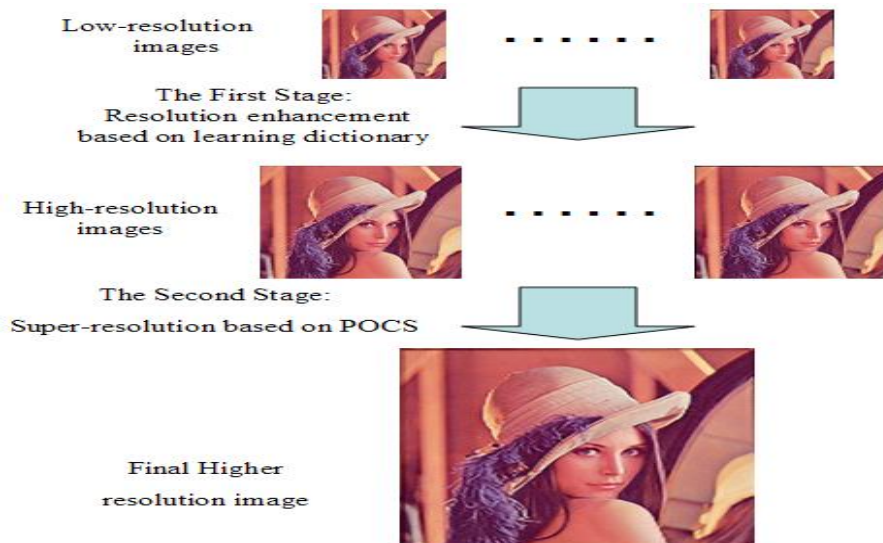 Low-resolution
images
The First Stage:
Resolution enhancement
based on learning dictionary
High-resolution
images
The Second Stage:
Super-resolution based on POCS
Final Higher
resolution image